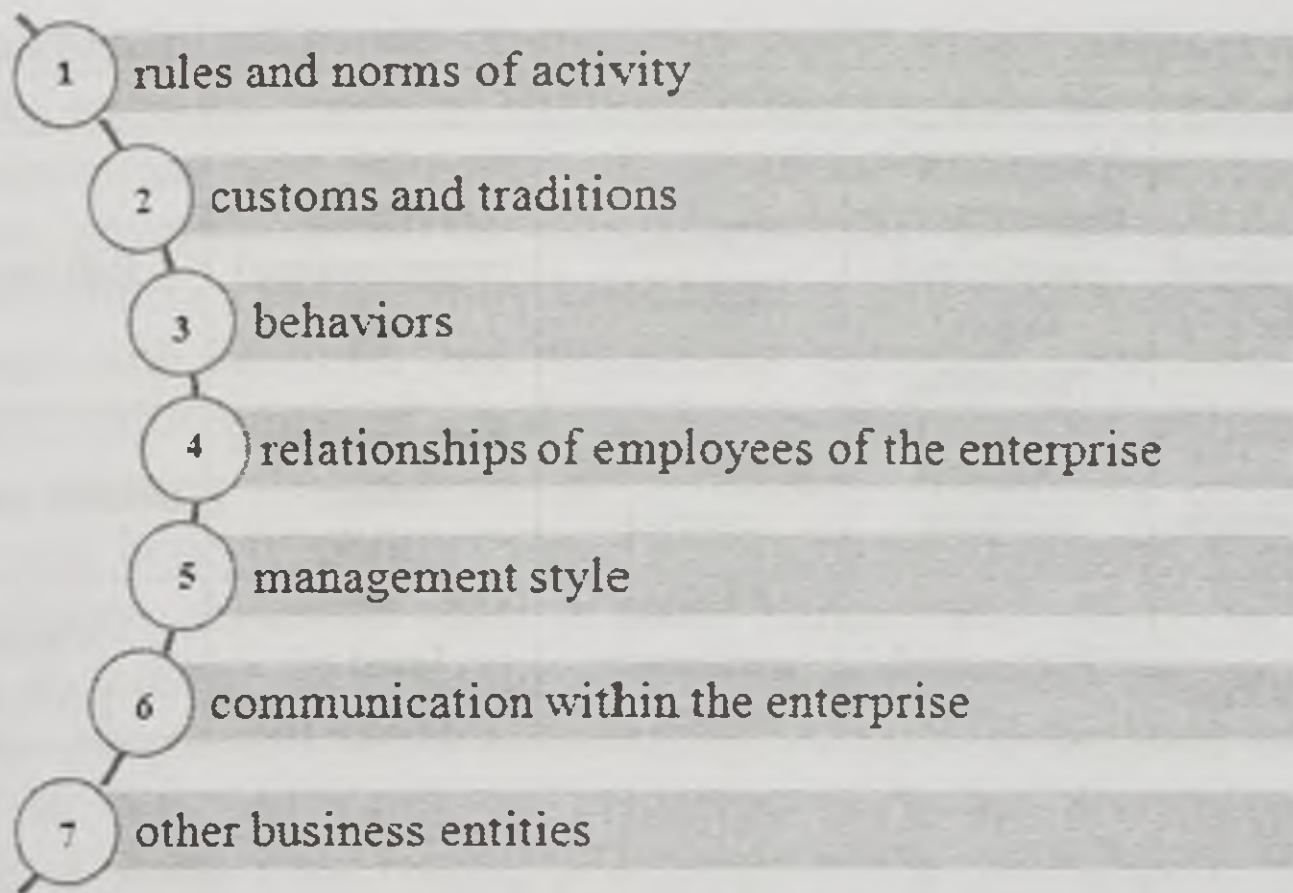 1 rules and norms of activity
2 customs and traditions
3 behaviors
4 relationships of employees of the enterprise
5 management style
6 communication within the enterprise
7 other business entities